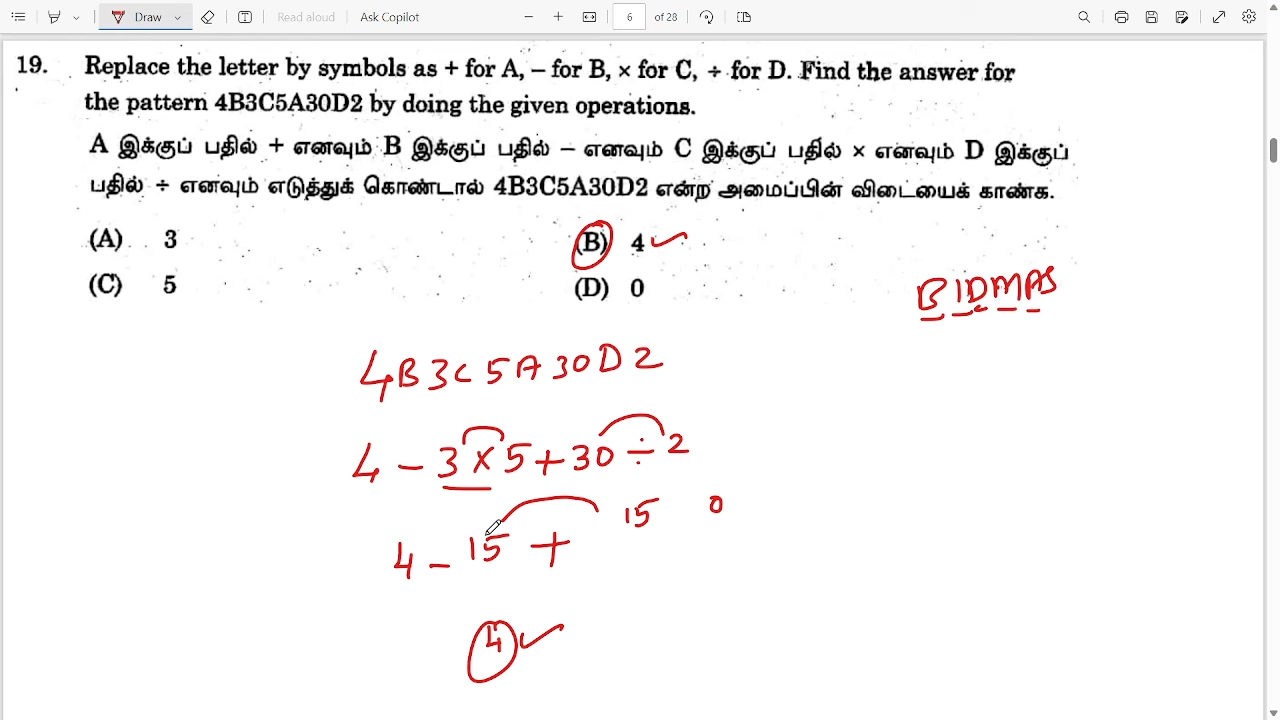 Draw
Read aloud
Ask Copilot
6
of 28
19. Replace the letter by symbols as + for A, – for B, × for C, ÷ for D. Find the answer for
the pattern 4B3C5A30D2 by doing the given operations.
A இக்குப் பதில் + எனவும் B இக்குப் பதில் – எனவும் C இக்குப் பதில் × எனவும் D இக்குப்
பதில் ÷ எனவும் எடுத்துக் கொண்டால் 4B3C5A30D2 என்ற அமைப்பின் விடையைக் காண்க.
(A) 3
(B) 4
(C) 5
(D) 0
BIDMAS
4B3C5A30D2
4 – 3 × 5 + 30 ÷ 2
15 0
4 – 15 +
4